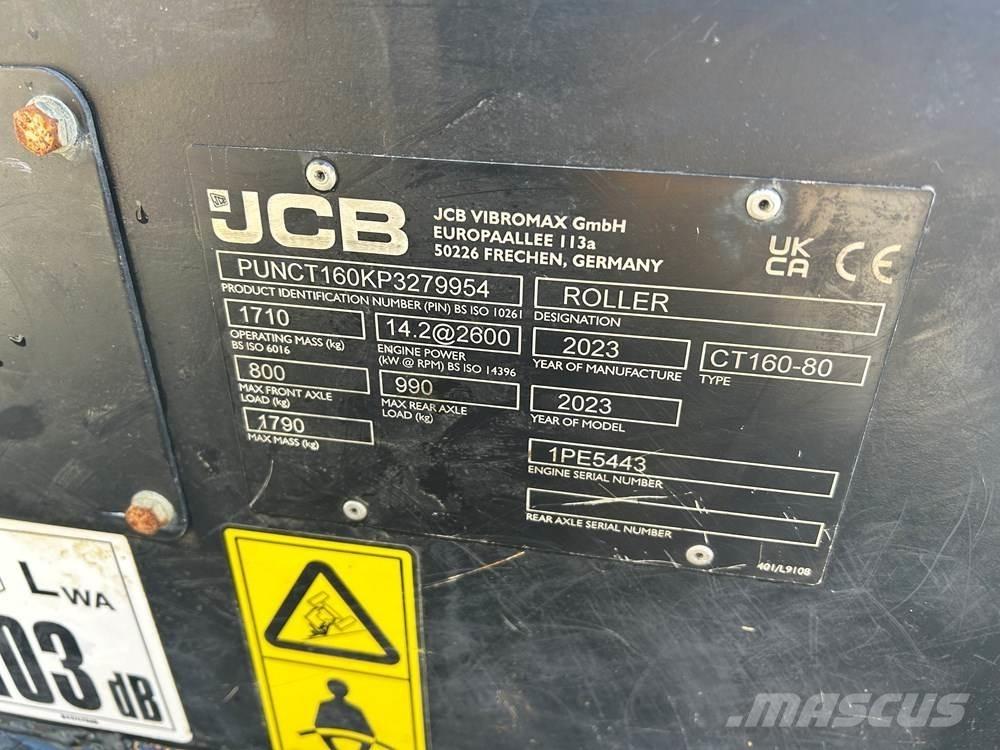 JCB
JCB VIBROMAX GmbH
EUROPAALLEE 113a
50226 FRECHEN, GERMANY
UK
CA
CE
PUNCT160KP3279954
PRODUCT IDENTIFICATION NUMBER (PIN) BS ISO 10261
ROLLER
DESIGNATION
1710
OPERATING MASS (kg)
BS ISO 6016
14.2@2600
ENGINE POWER
(kW @ RPM) BS ISO 14396
2023
YEAR OF MANUFACTURE
CT160-80
TYPE
800
MAX FRONT AXLE
LOAD (kg)
990
MAX REAR AXLE
LOAD (kg)
2023
YEAR OF MODEL
1790
MAX MASS (kg)
1PE5443
ENGINE SERIAL NUMBER
REAR AXLE SERIAL NUMBER
401/L9108
LWA
103 dB
MASCUS